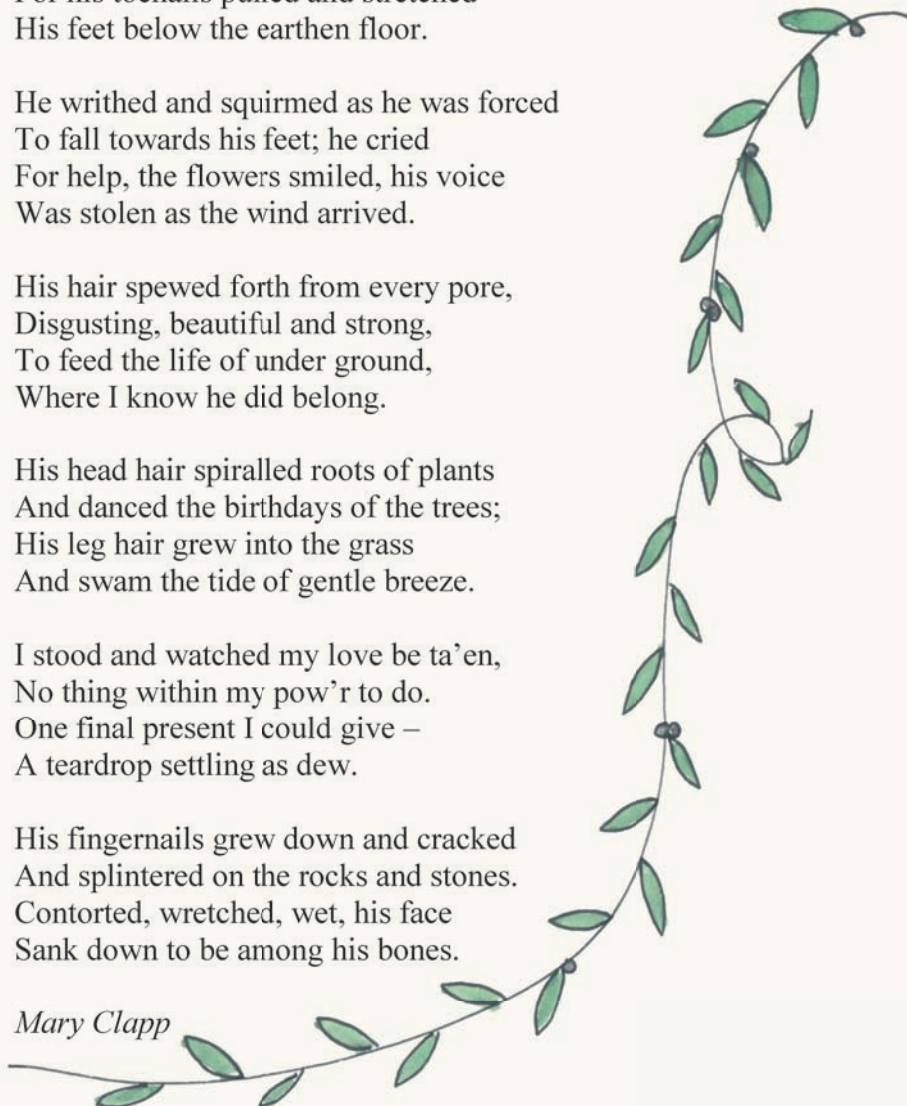 His feet below the earthen floor.

He writhed and squirmed as he was forced
To fall towards his feet; he cried
For help, the flowers smiled, his voice
Was stolen as the wind arrived.

His hair spewed forth from every pore,
Disgusting, beautiful and strong,
To feed the life of under ground,
Where I know he did belong.

His head hair spiralled roots of plants
And danced the birthdays of the trees;
His leg hair grew into the grass
And swam the tide of gentle breeze.

I stood and watched my love be ta’en,
No thing within my pow’r to do.
One final present I could give –
A teardrop settling as dew.

His fingernails grew down and cracked
And splintered on the rocks and stones.
Contorted, wretched, wet, his face
Sank down to be among his bones.

Mary Clapp